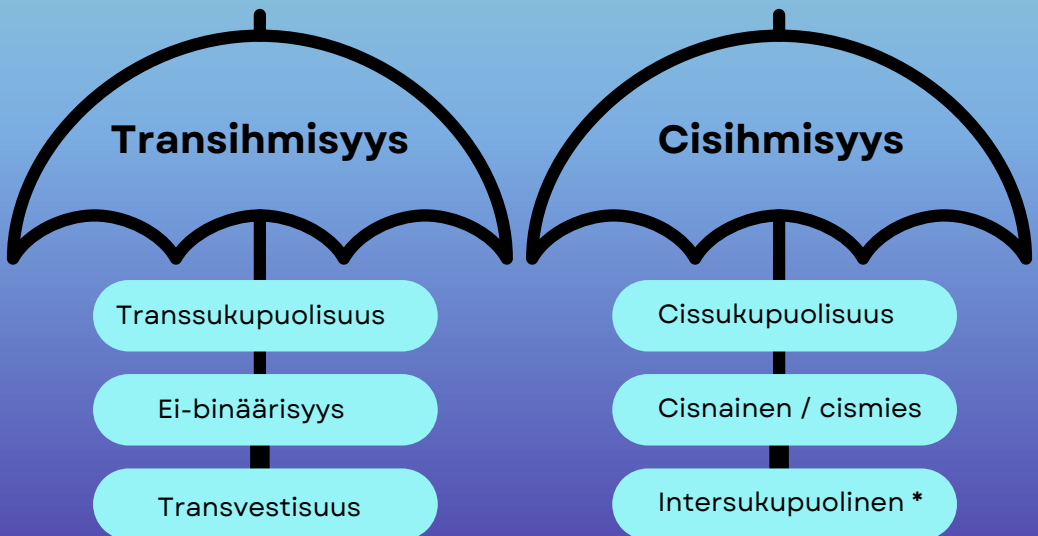 Transihmisyys
Transsukupuolisuus
Ei-binäärisyys
Transvestisuus
Cisihmisyys
Cissukupuolisuus
Cisnainen / cismies
Intersukupuolinen *